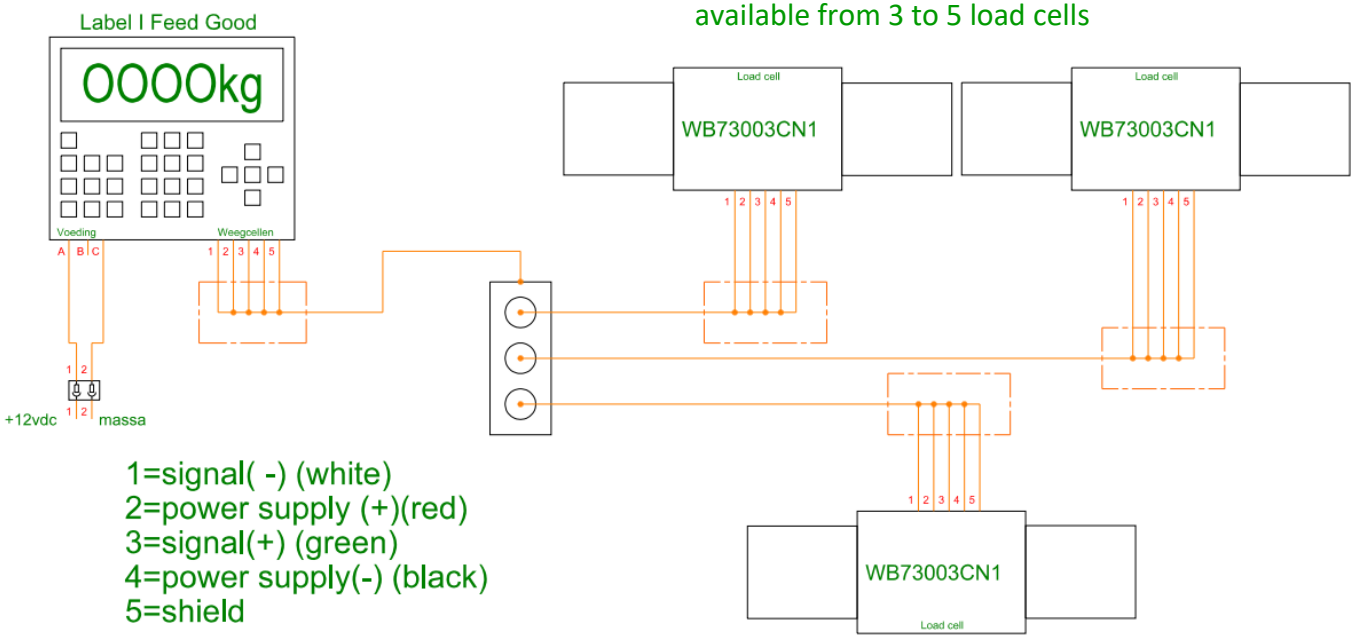 available from 3 to 5 load cells
Label I Feed Good
OOOOkg
Voeding
Weegcellen
A B C
1 2 3 4 5
1 2
1 2
+12vdc
massa
Load cell
WB73003CN1
1 2 3 4 5
Load cell
WB73003CN1
1 2 3 4 5
1 2 3 4 5
WB73003CN1
Load cell
1=signal( -) (white)
2=power supply (+)(red)
3=signal(+) (green)
4=power supply(-) (black)
5=shield